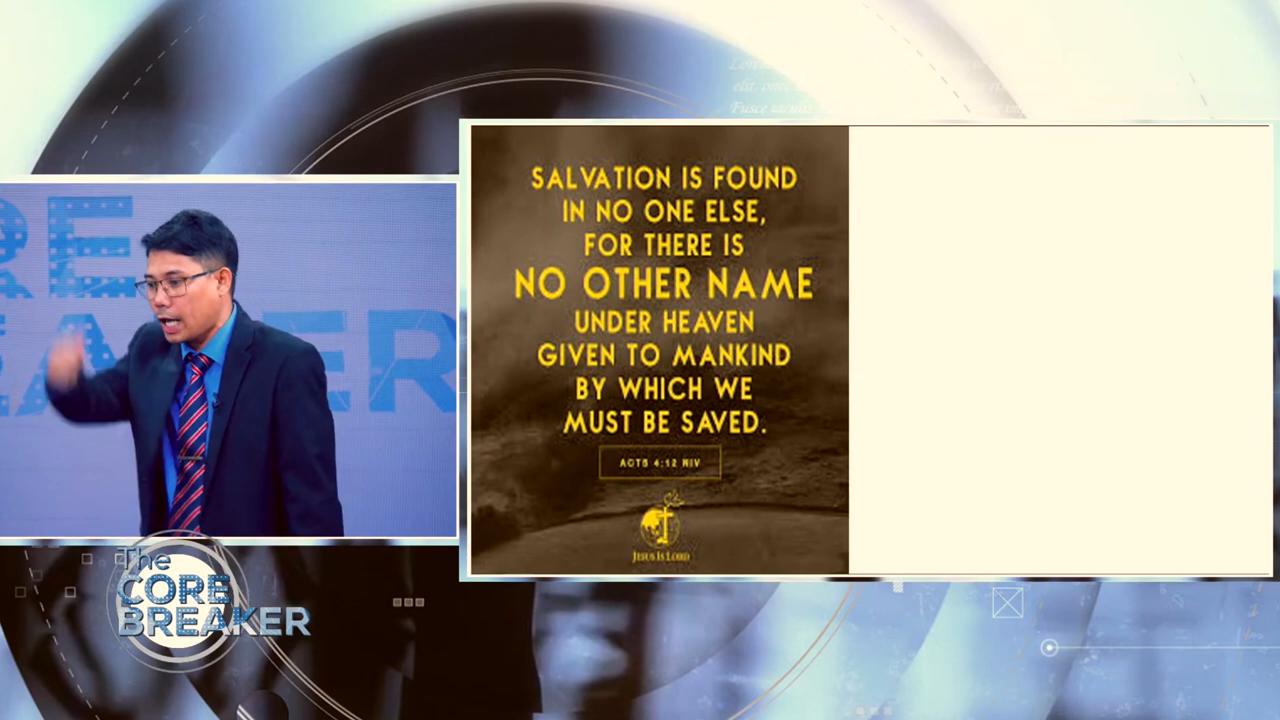 SALVATION IS FOUND
IN NO ONE ELSE,
FOR THERE IS
NO OTHER NAME
UNDER HEAVEN
GIVEN TO MANKIND
BY WHICH WE
MUST BE SAVED.
ACTS 4:12 NIV
JESUS IS LORD
The
CORE
BREAKER